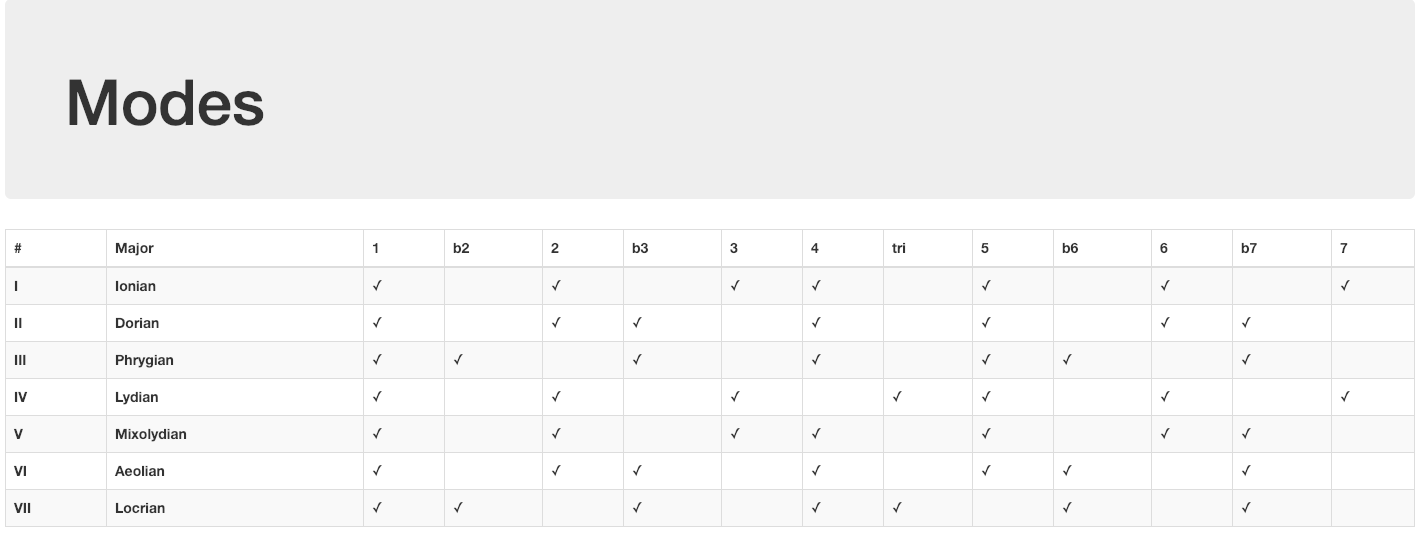 Modes
# Major 1 b2 2 b3 3 4 tri 5 b6 6 b7 7
I Ionian ✓ ✓ ✓ ✓ ✓ ✓ ✓
II Dorian ✓ ✓ ✓ ✓ ✓ ✓ ✓
III Phrygian ✓ ✓ ✓ ✓ ✓ ✓ ✓
IV Lydian ✓ ✓ ✓ ✓ ✓ ✓ ✓
V Mixolydian ✓ ✓ ✓ ✓ ✓ ✓ ✓
VI Aeolian ✓ ✓ ✓ ✓ ✓ ✓ ✓
VII Locrian ✓ ✓ ✓ ✓ ✓ ✓ ✓